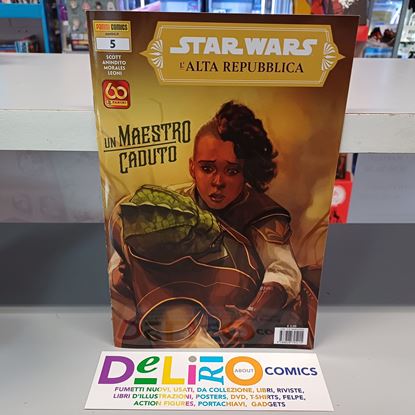 PANINI COMICS
5
SCOTT
ANINDITO
MORALES
LEONI
60
PANINI
STAR WARS
L'ALTA REPUBBLICA
UN MAESTRO
CADUTO
DELIRIO ABOUT COMICS
FUMETTI NUOVI, USATI, DA COLLEZIONE, LIBRI, RIVISTE,
LIBRI D'ILLUSTRAZIONI, POSTERS, DVD, T-SHIRTS, FELPE,
ACTION FIGURES, PORTACHIAVI, GADGETS